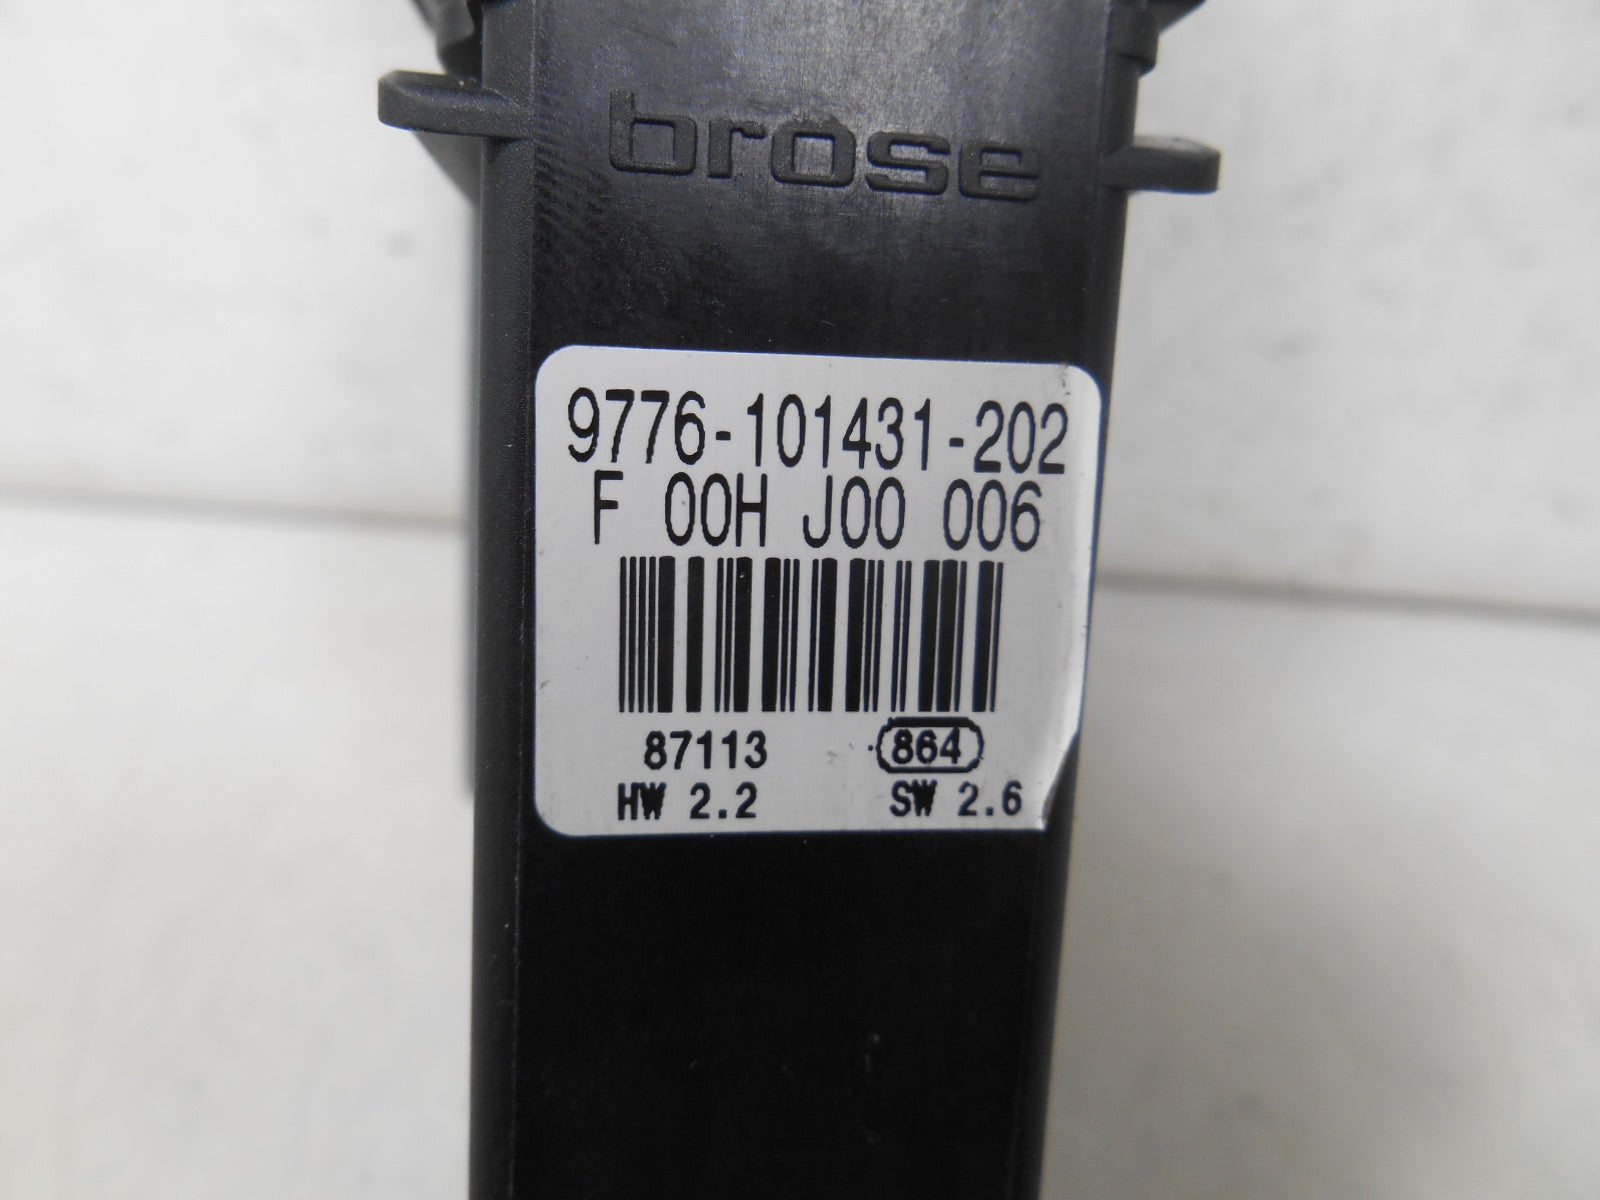 brose
9776-101431-202
F 00H J00 006
87113 864
HW 2.2 SW 2.6